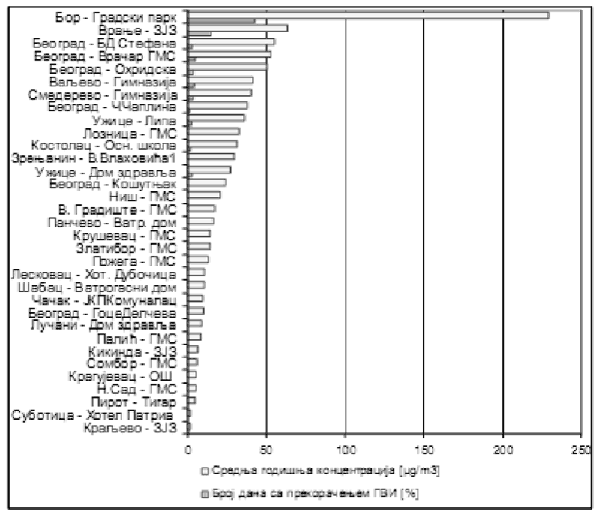 Бор - Градски парк
Врање - ЗЈЗ
Београд - БД Стефана
Београд - Врачар ГМС
Београд - Охридска
Ваљево - Гимназија
Смедерево - Гимназија
Београд - Ч.Чаплина
Ужице - Липа
Лозница - ГМС
Костолац - Осн. школа
Зрењанин - В.Влаховића1
Ужице - Дом здравља
Београд - Кошутњак
Ниш - ГМС
В. Градиште - ГМС
Панчево - Ватр. дом
Крушевац - ГМС
Златибор - ГМС
Пожега - ГМС
Лесковац - Хот. Дубочица
Шабац - Ватрогасни дом
Чачак - ЈКПКомуналац
Београд - ГоцеДелчева
Лучани - Дом здравља
Палић - ГМС
Кикинда - ЗЈЗ
Сомбор - ГМС
Крагујевац - ОШ
Н.Сад - ГМС
Пирот - Тигар
Суботица - Хотел Патрив
Краљево - ЗЈЗ
0 50 100 150 200 250
Средња годишња концентрација [ug/m3]
Број дана са прекорачењем ГВИ [%]